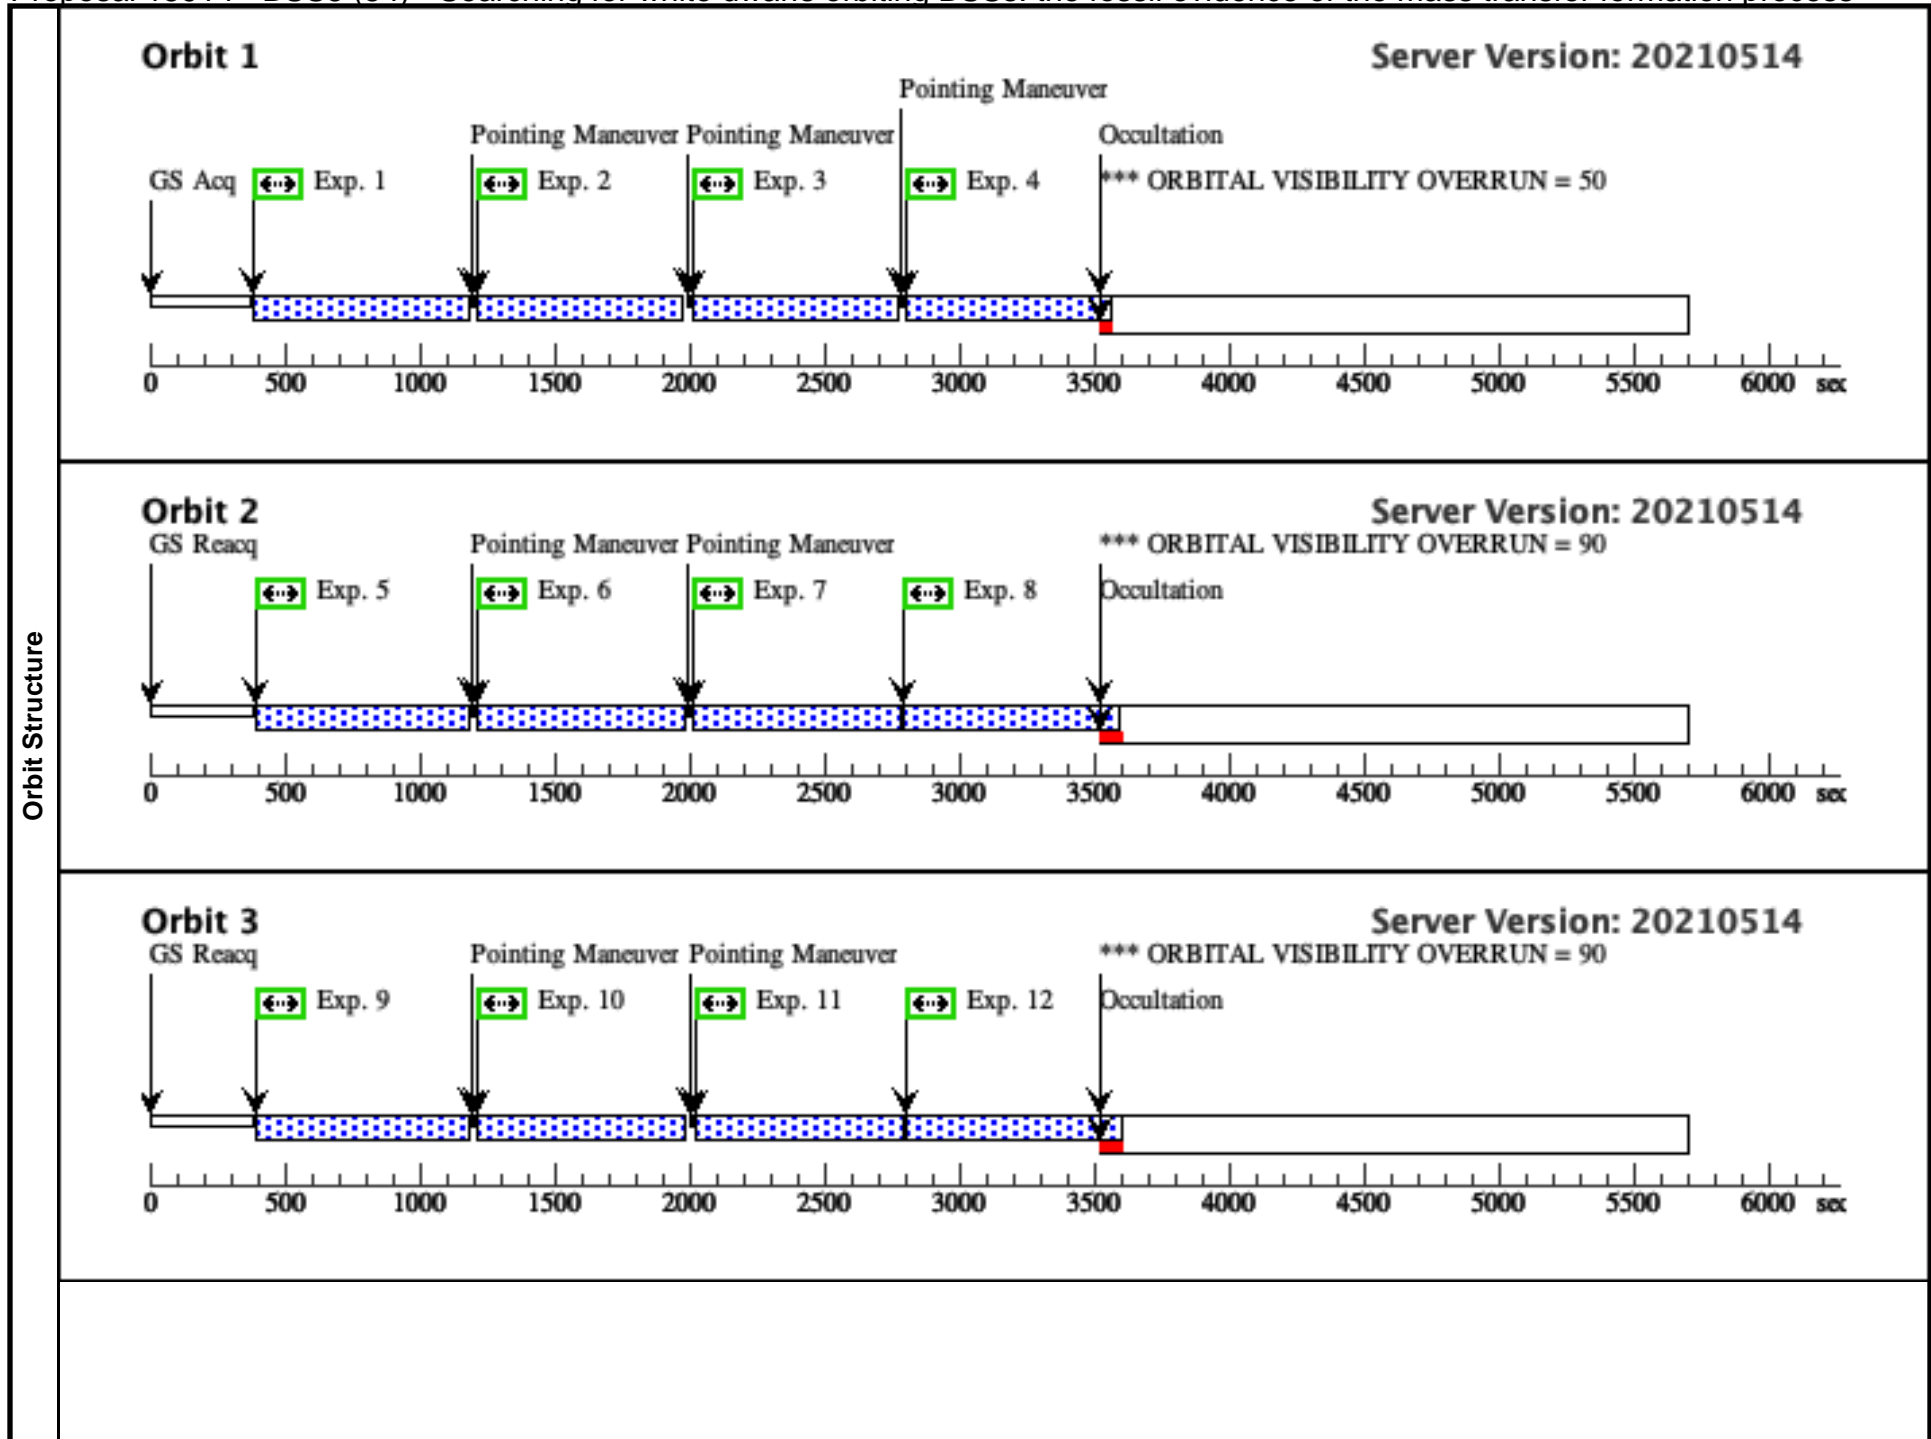 Orbit Structure
Orbit 1 Server Version: 20210514
Pointing Maneuver
Pointing Maneuver Pointing Maneuver Occultation
GS Acq Exp. 1 Exp. 2 Exp. 3 Exp. 4 *** ORBITAL VISIBILITY OVERRUN = 50
0 500 1000 1500 2000 2500 3000 3500 4000 4500 5000 5500 6000 sec
Orbit 2 Server Version: 20210514
GS Reacq Pointing Maneuver Pointing Maneuver *** ORBITAL VISIBILITY OVERRUN = 90
Exp. 5 Exp. 6 Exp. 7 Exp. 8 Occultation
0 500 1000 1500 2000 2500 3000 3500 4000 4500 5000 5500 6000 sec
Orbit 3 Server Version: 20210514
GS Reacq Pointing Maneuver Pointing Maneuver *** ORBITAL VISIBILITY OVERRUN = 90
Exp. 9 Exp. 10 Exp. 11 Exp. 12 Occultation
0 500 1000 1500 2000 2500 3000 3500 4000 4500 5000 5500 6000 sec